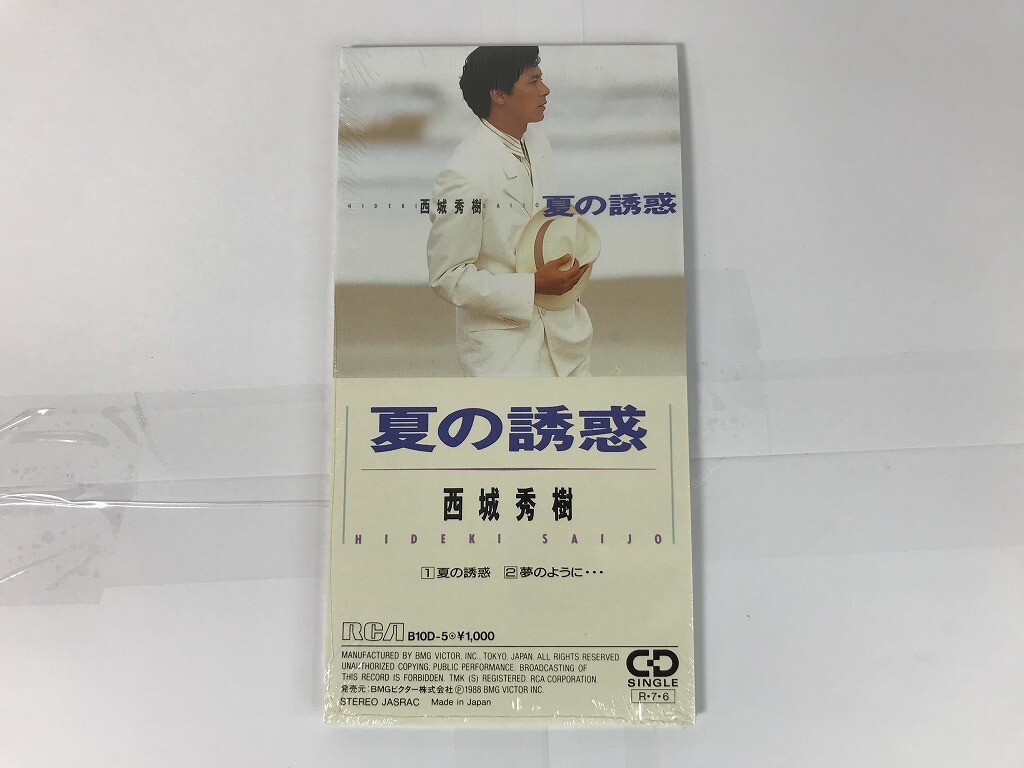 HIDEKI 西城秀樹 SAIJO 夏の誘惑
夏の誘惑
西城秀樹
HIDEKI SAIJO
1 夏の誘惑 2 夢のように・・・
RCA B10D-5 ¥1,000
MANUFACTURED BY BMG VICTOR, INC., TOKYO, JAPAN. ALL RIGHTS RESERVED.
UNAUTHORIZED COPYING, PUBLIC PERFORMANCE, BROADCASTING OF
THIS RECORD IS FORBIDDEN. TMK (S) REGISTERED. RCA CORPORATION.
発売元:BMGビクター株式会社 Ⓟ1988 BMG VICTOR INC.
STEREO JASRAC Made in Japan
CD
SINGLE
R・7・6